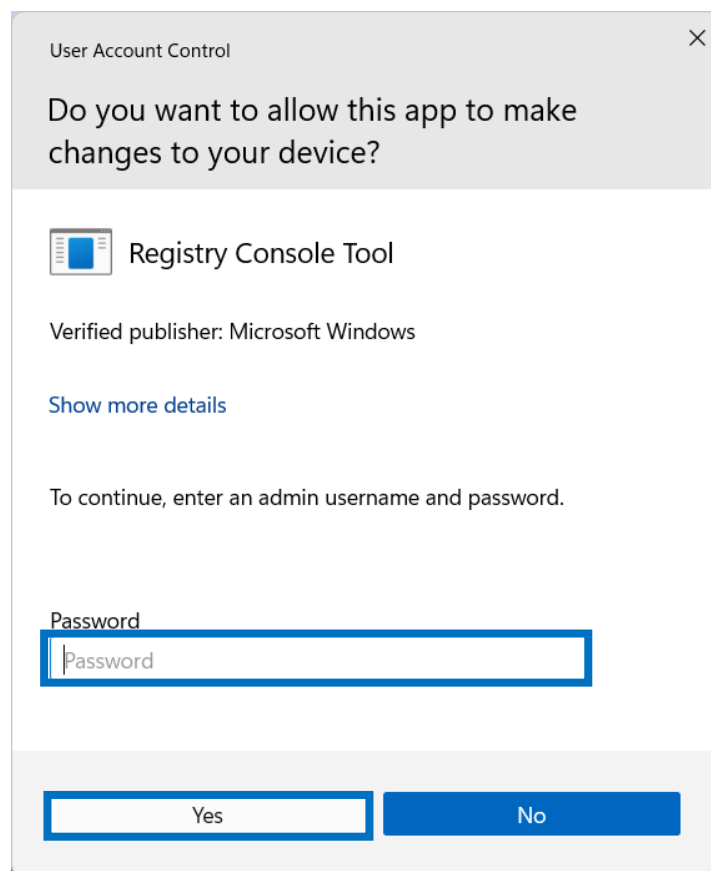 User Account Control
Do you want to allow this app to make
changes to your device?
Registry Console Tool
Verified publisher: Microsoft Windows
Show more details
To continue, enter an admin username and password.
Password
Password
Yes
No